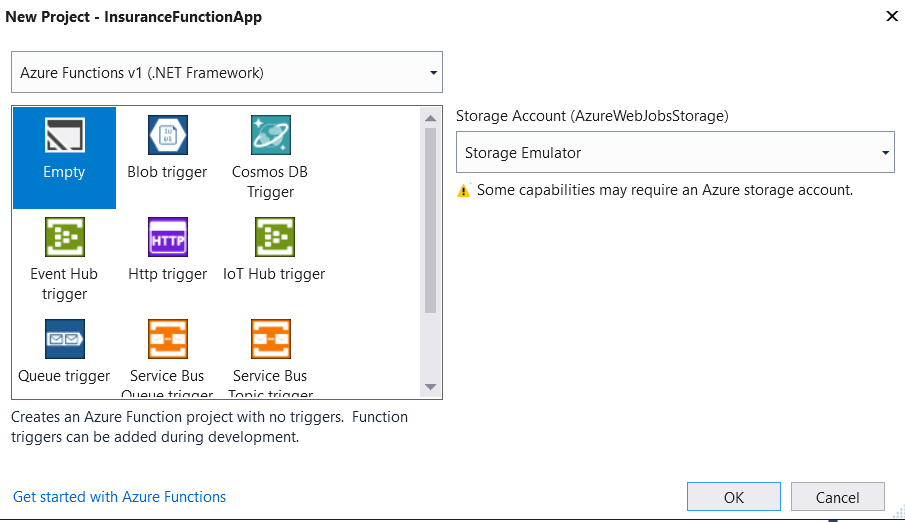 New Project - InsuranceFunctionApp
Azure Functions v1 (.NET Framework)
Storage Account (AzureWebJobsStorage)
Storage Emulator
Some capabilities may require an Azure storage account.
Empty
Blob trigger
Cosmos DB
Trigger
Event Hub
trigger
HTTP
Http trigger
IoT Hub trigger
Queue trigger
Service Bus
Queue trigger
Service Bus
Topic trigger
Creates an Azure Function project with no triggers. Function
triggers can be added during development.
Get started with Azure Functions
OK
Cancel